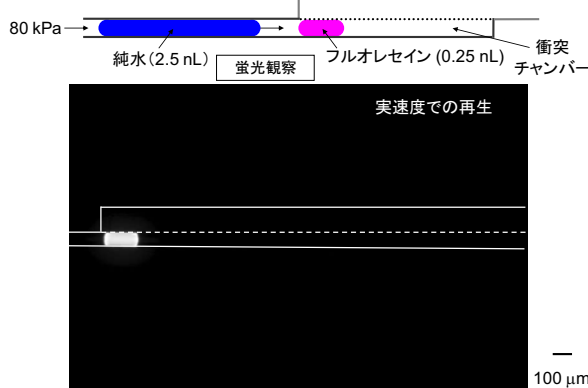 80 kPa
純水(2.5 nL)
フルオレセイン (0.25 nL)
衝突
チャンバー
蛍光観察
実速度での再生
100 μm